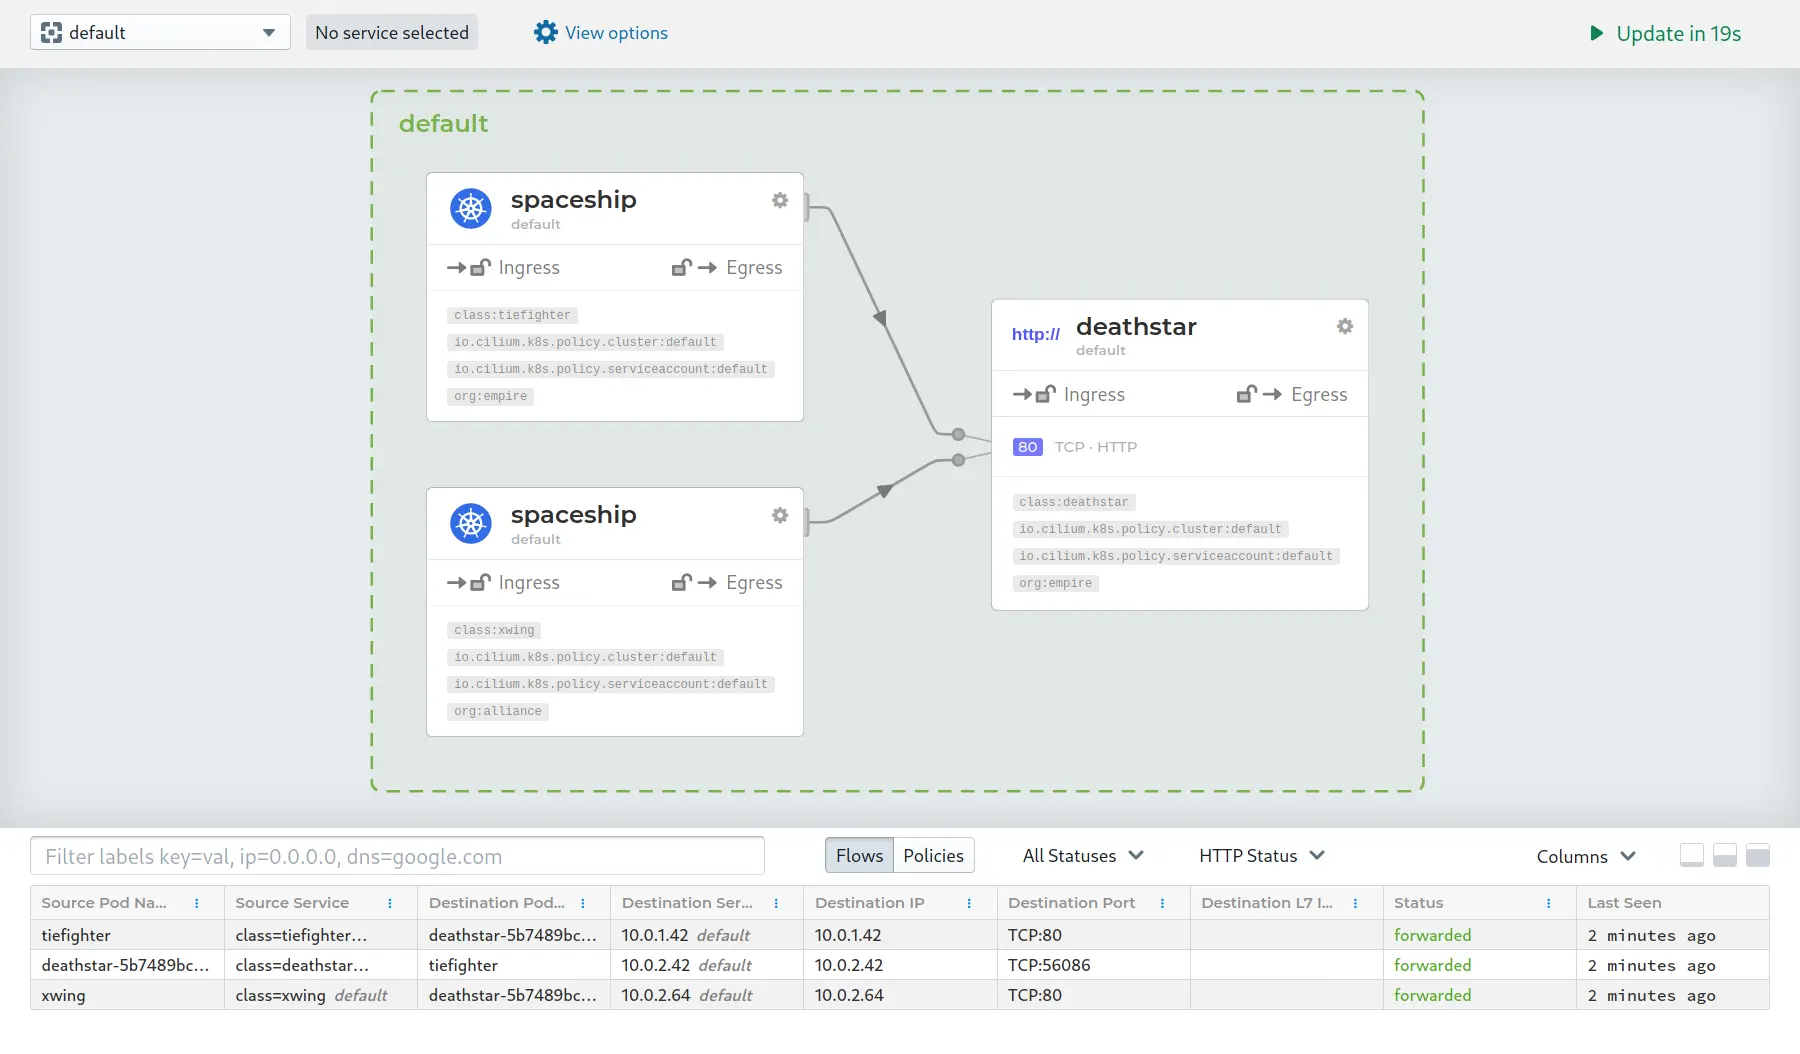 default
No service selected
View options
Update in 19s
default
spaceship
default
Ingress
Egress
class:tiefighter
io.cilium.k8s.policy.cluster:default
io.cilium.k8s.policy.serviceaccount:default
org:empire
http://
deathstar
default
Ingress
Egress
80 TCP · HTTP
class:deathstar
io.cilium.k8s.policy.cluster:default
io.cilium.k8s.policy.serviceaccount:default
org:empire
spaceship
default
Ingress
Egress
class:xwing
io.cilium.k8s.policy.cluster:default
io.cilium.k8s.policy.serviceaccount:default
org:alliance
Filter labels key=val, ip=0.0.0.0, dns=google.com
Flows Policies
All Statuses
HTTP Status
Columns
Source Pod Na... Source Service Destination Pod... Destination Ser... Destination IP Destination Port Destination L7 I... Status Last Seen
tiefighter class=tiefighter... deathstar-5b7489bc... 10.0.1.42 default 10.0.1.42 TCP:80 forwarded 2 minutes ago
deathstar-5b7489bc... class=deathstar... tiefighter 10.0.2.42 default 10.0.2.42 TCP:56086 forwarded 2 minutes ago
xwing class=xwing default deathstar-5b7489bc... 10.0.2.64 default 10.0.2.64 TCP:80 forwarded 2 minutes ago